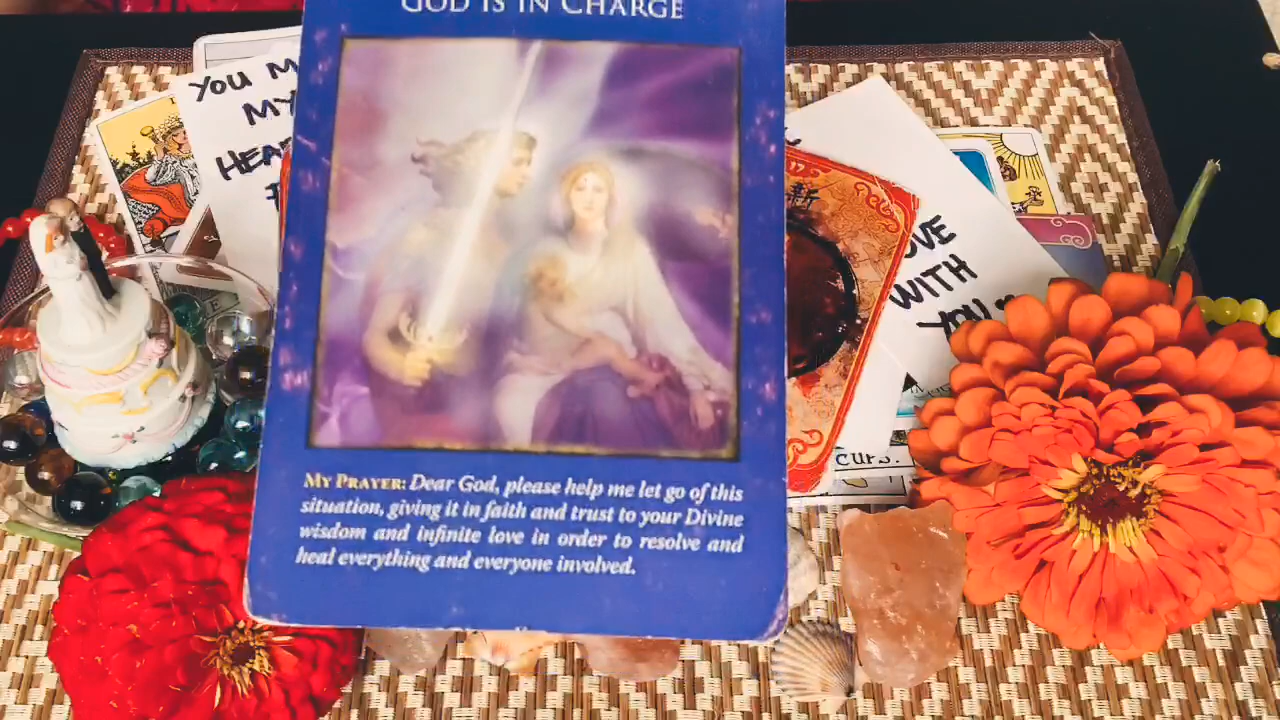 GOD IS IN CHARGE
MY PRAYER: Dear God, please help me let go of this
situation, giving it in faith and trust to your Divine
wisdom and infinite love in order to resolve and
heal everything and everyone involved.
YOU M
MY
HEA
新
OVE
WITH
YOU
CUPS.